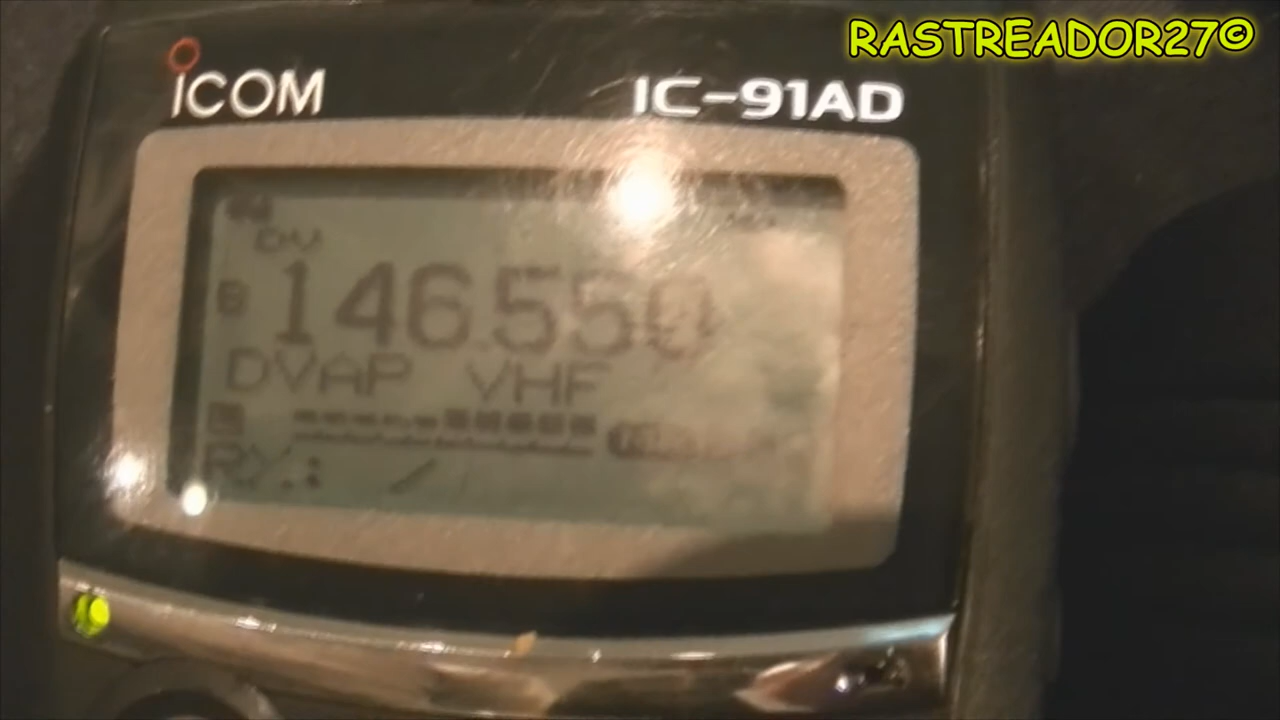 RASTREADOR27©
ICOM
IC-91AD
DV
B 146.550
DVAP VHF